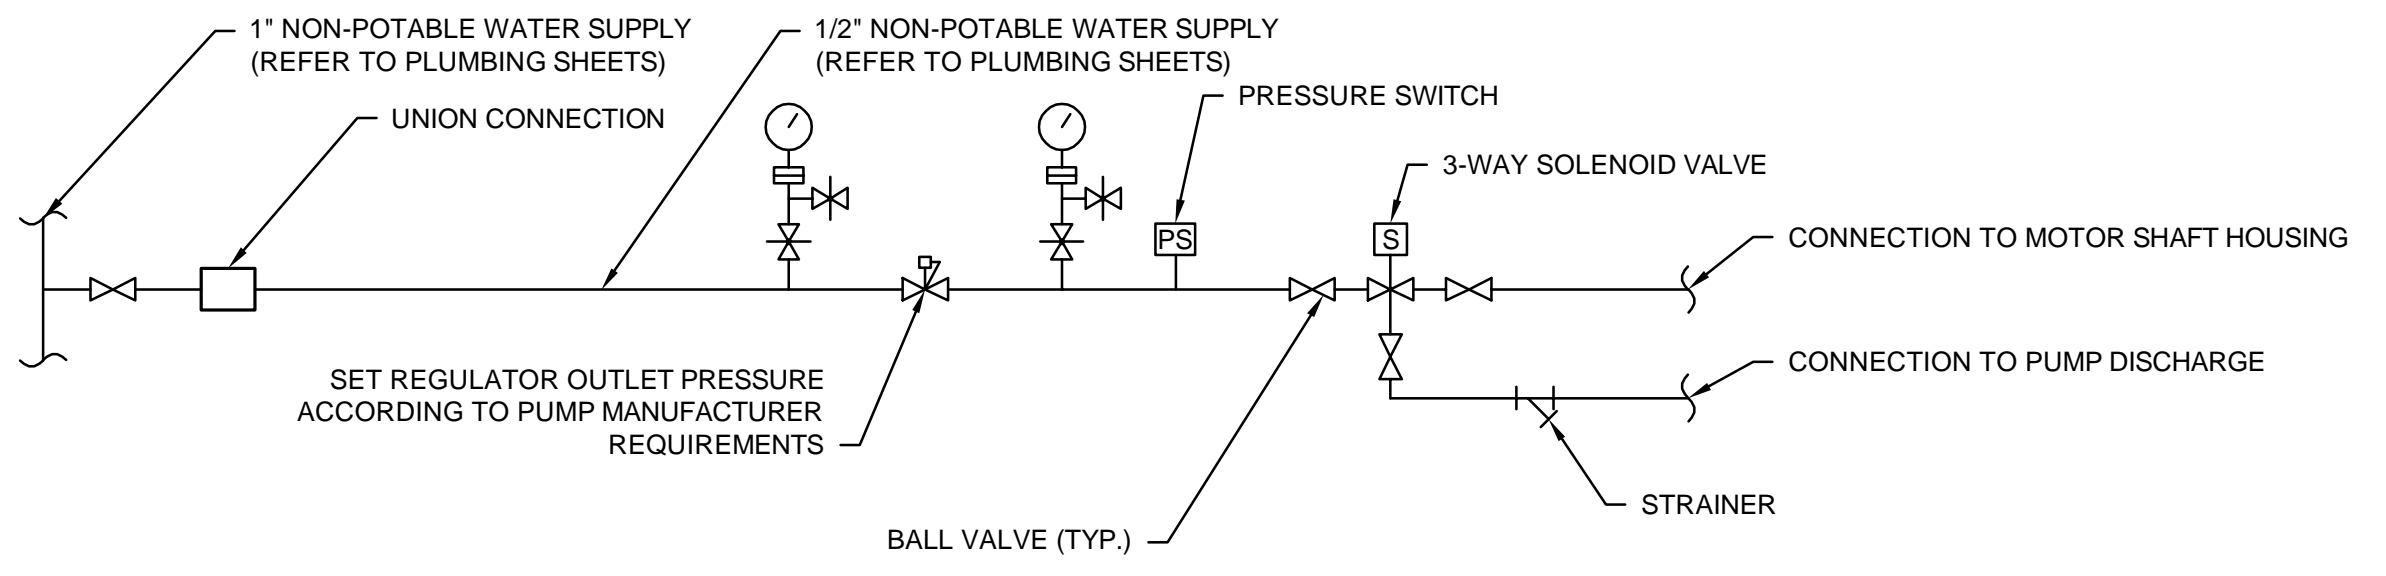 1" NON-POTABLE WATER SUPPLY
(REFER TO PLUMBING SHEETS)
1/2" NON-POTABLE WATER SUPPLY
(REFER TO PLUMBING SHEETS)
PRESSURE SWITCH
UNION CONNECTION
3-WAY SOLENOID VALVE
PS
S
CONNECTION TO MOTOR SHAFT HOUSING
CONNECTION TO PUMP DISCHARGE
SET REGULATOR OUTLET PRESSURE
ACCORDING TO PUMP MANUFACTURER
REQUIREMENTS
STRAINER
BALL VALVE (TYP.)